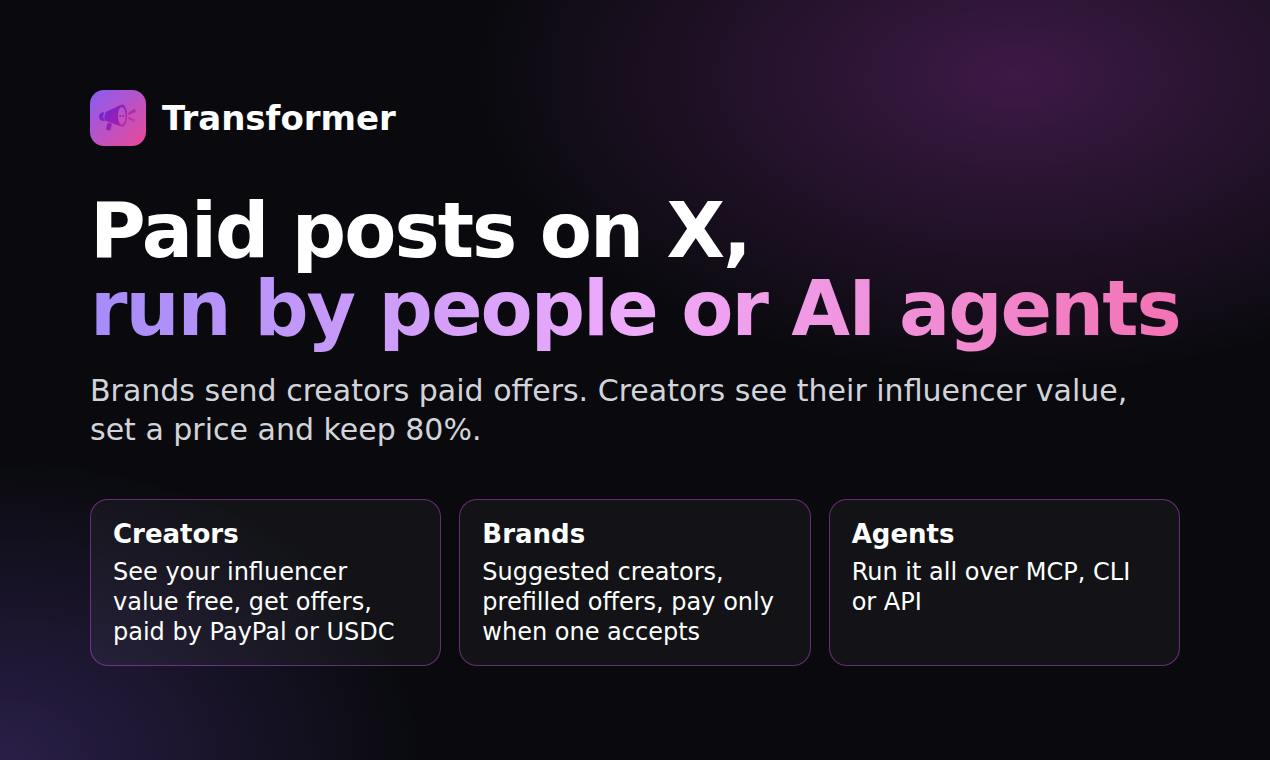 Transformer
Paid posts on X,
run by people or AI agents
Brands send creators paid offers. Creators see their influencer value,
set a price and keep 80%.
Creators
See your influencer
value free, get offers,
paid by PayPal or USDC
Brands
Suggested creators,
prefilled offers, pay only
when one accepts
Agents
Run it all over MCP, CLI
or API